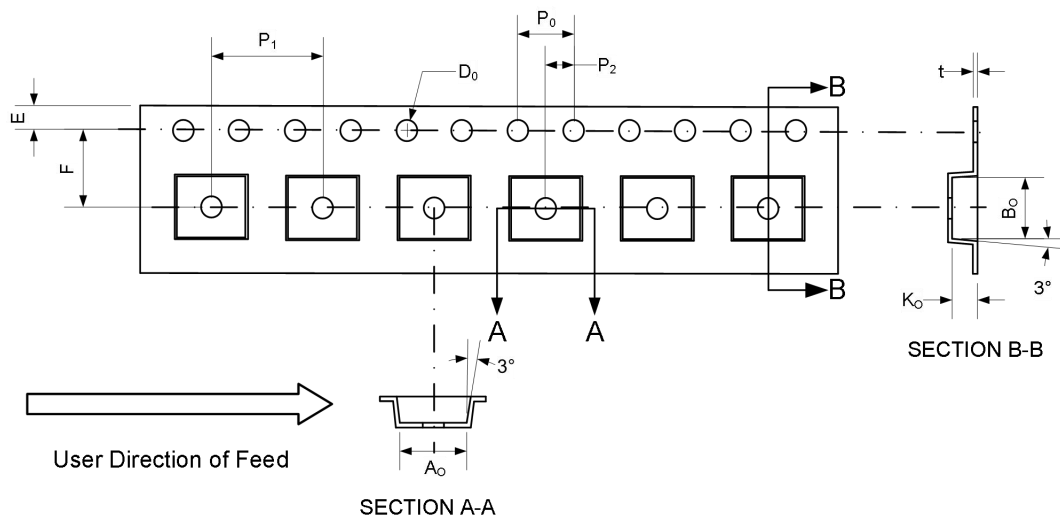 P₁
P₀
P₂
D₀
B
t
E
F
B₀
3°
B
K₀
A A
SECTION B-B
3°
User Direction of Feed
A₀
SECTION A-A